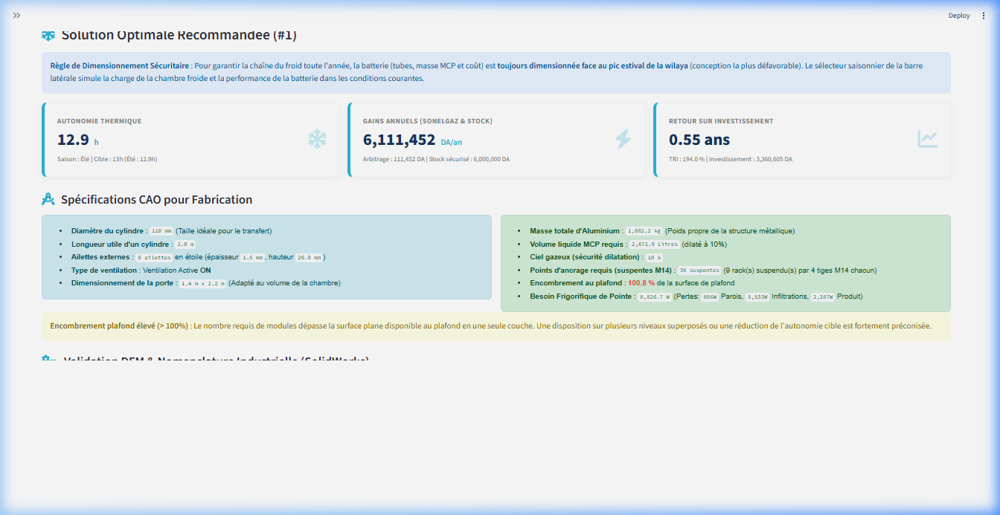 Deploy
Solution Optimale Recommandée (#1)
Règle de Dimensionnement Sécuritaire : Pour garantir la chaîne du froid toute l'année, la batterie (tubes, masse MCP et coût) est toujours dimensionnée face au pic estival de la wilaya (conception la plus défavorable). Le sélecteur saisonnier de la barre
latérale simule la charge de la chambre froide et la performance de la batterie dans les conditions courantes.
AUTONOMIE THERMIQUE
12.9 h
Saison : Été | Cible : 13h (Été : 12.9h)
GAINS ANNUELS (SONELGAZ & STOCK)
6,111,452 DA/an
Arbitrage : 111,452 DA | Stock sécurisé : 6,000,000 DA
RETOUR SUR INVESTISSEMENT
0.55 ans
TRI : 194.0 % | Investissement : 3,360,605 DA
Spécifications CAO pour Fabrication
• Diamètre du cylindre : 110 mm (Taille idéale pour le transfert)
• Longueur utile d'un cylindre : 2.0 m
• Ailettes externes : 8 ailettes en étoile (épaisseur 1.5 mm, hauteur 20.0 mm)
• Type de ventilation : Ventilation Active ON
• Dimensionnement de la porte : 1.4 m x 2.2 m (Adapté au volume de la chambre)
• Masse totale d'Aluminium : 1,082.2 kg (Poids propre de la structure métallique)
• Volume liquide MCP requis : 2,672.9 Litres (dilaté à 10%)
• Ciel gazeux (sécurité dilatation) : 10 %
• Points d'ancrage requis (suspentes M14) : 36 suspentes (9 rack(s) suspendu(s) par 4 tiges M14 chacun)
• Encombrement au plafond : 100.8 % de la surface de plafond
• Besoin Frigorifique de Pointe : 8,826.7 W (Pertes: 856W Parois, 5,533W Infiltrations, 2,287W Produit)
Encombrement plafond élevé (> 100%) : Le nombre requis de modules dépasse la surface plane disponible au plafond en une seule couche. Une disposition sur plusieurs niveaux superposés ou une réduction de l'autonomie cible est fortement préconisée.
Validation DFM & Nomenclature Industrielle (SolidWorks)